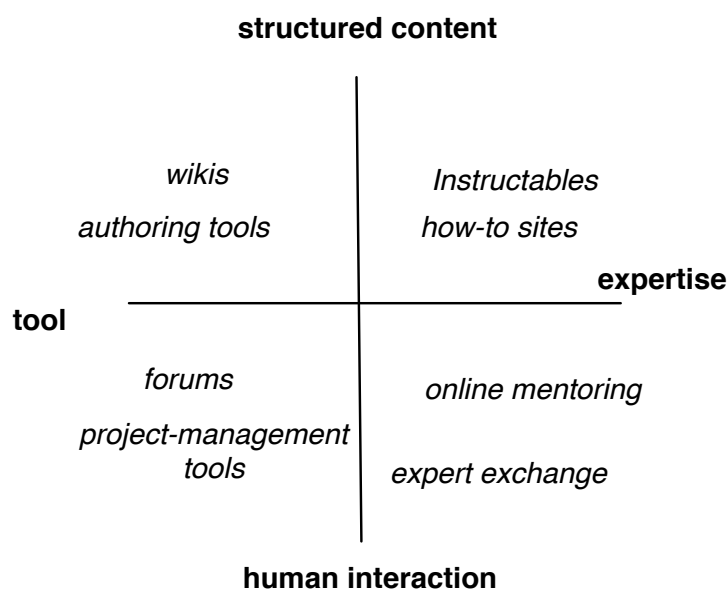 structured content
wikis
Instructables
authoring tools
how-to sites
expertise
tool
forums
online mentoring
project-management
tools
expert exchange
human interaction